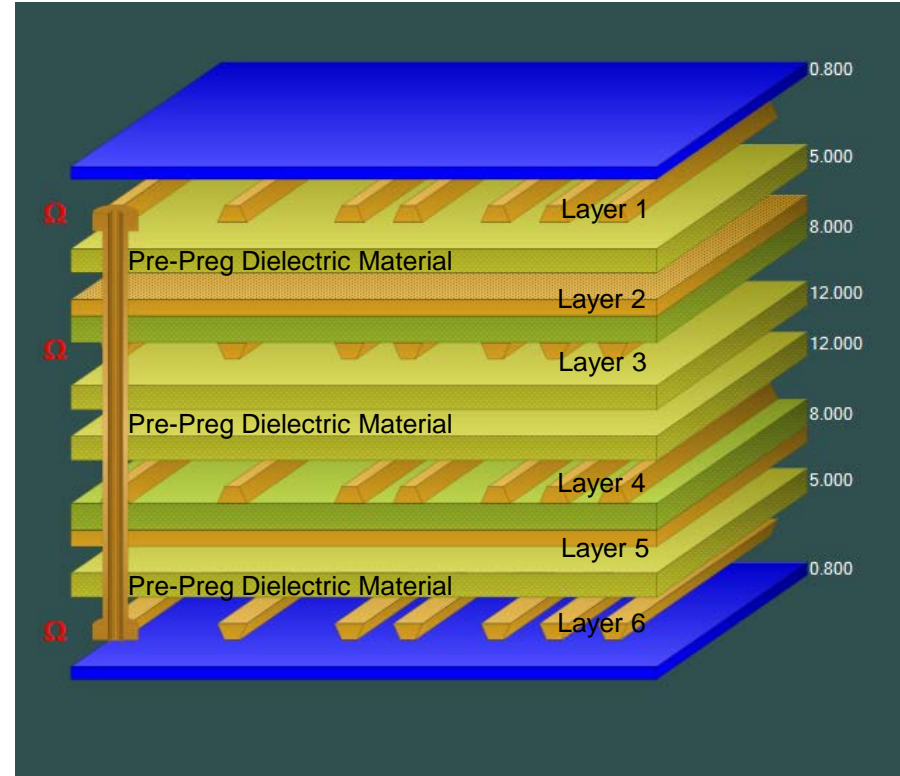 0.800
5.000
Ω
Layer 1
8.000
Pre-Preg Dielectric Material
Layer 2
12.000
Ω
12.000
Layer 3
Pre-Preg Dielectric Material
8.000
Layer 4
5.000
Layer 5
0.800
Pre-Preg Dielectric Material
Ω
Layer 6